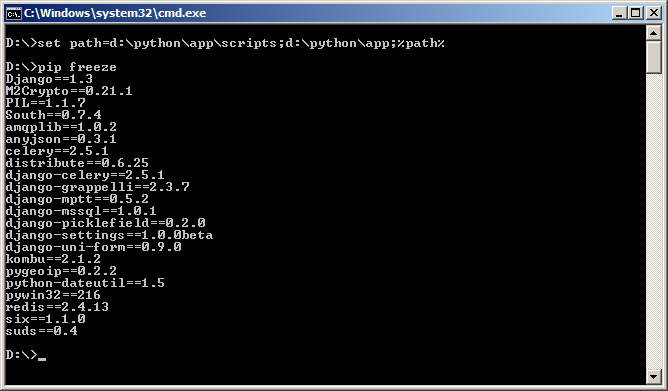 C:\Windows\system32\cmd.exe
D:\>set path=d:\python\app\scripts;d:\python\app;%path%
D:\>pip freeze
Django==1.3
M2Crypto==0.21.1
PIL==1.1.7
South==0.7.4
amqplib==1.0.2
anyjson==0.3.1
celery==2.5.1
distribute==0.6.25
django-celery==2.5.1
django-grappelli==2.3.7
django-mptt==0.5.2
django-mssql==1.0.1
django-picklefield==0.2.0
django-settings==1.0.0beta
django-uni-form==0.9.0
kombu==2.1.2
pygeoip==0.2.2
python-dateutil==1.5
pywin32==216
redis==2.4.13
six==1.1.0
suds==0.4
D:\>_